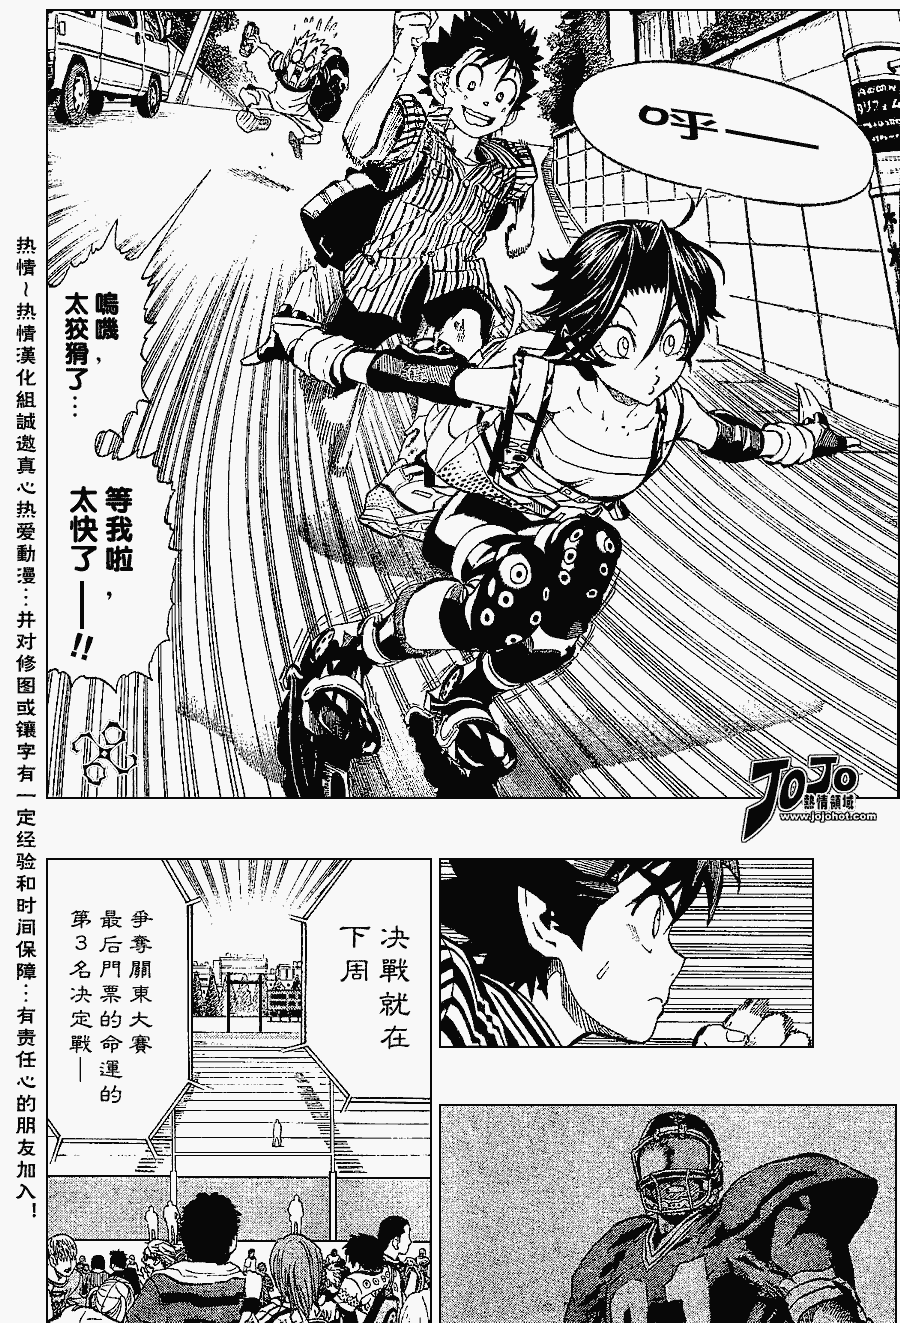 呼——
嗚嘰，
太狡猾了…
等我啦，
太快了——!!
JOJO
熱情領域
www.jojohot.com
决戰就在
下周
爭奪關東大賽
最后門票的命運的
第３名决定戰—
热情～热情漢化組誠邀真心热爱動漫…并对修图或镶字有一定经验和时间保障…有责任心的朋友加入！